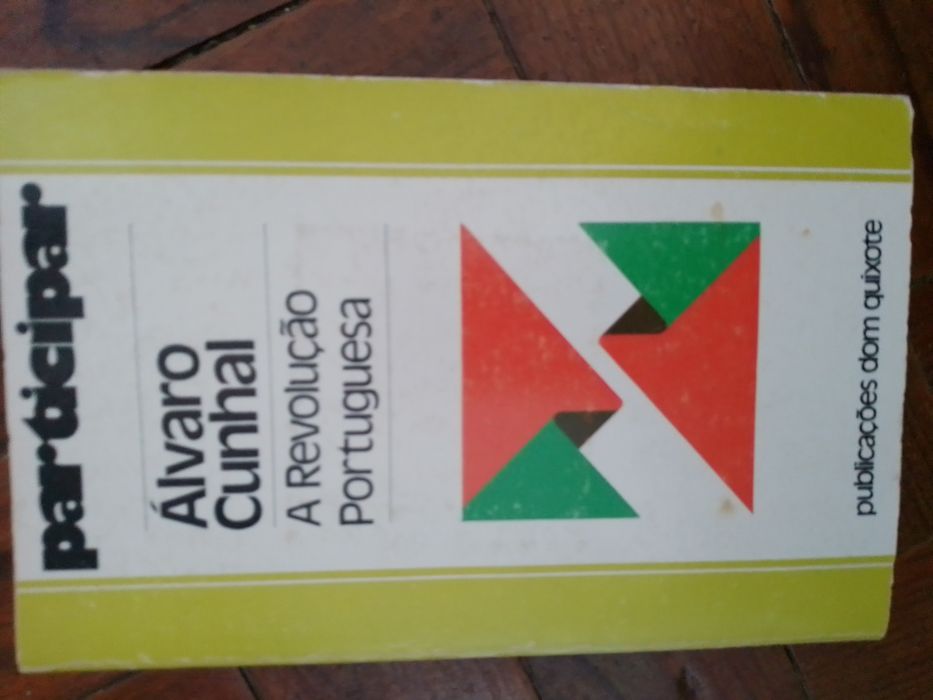 participar
Álvaro
Cunhal
A Revolução
Portuguesa
publicações dom quixote